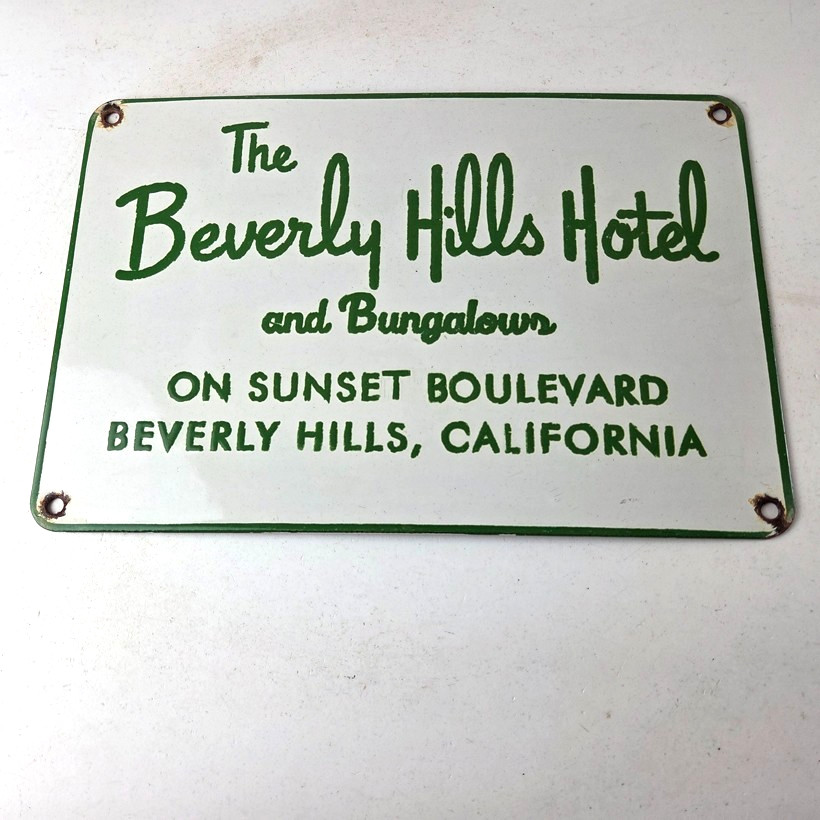 The
Beverly Hills Hotel
and Bungalows
ON SUNSET BOULEVARD
BEVERLY HILLS, CALIFORNIA